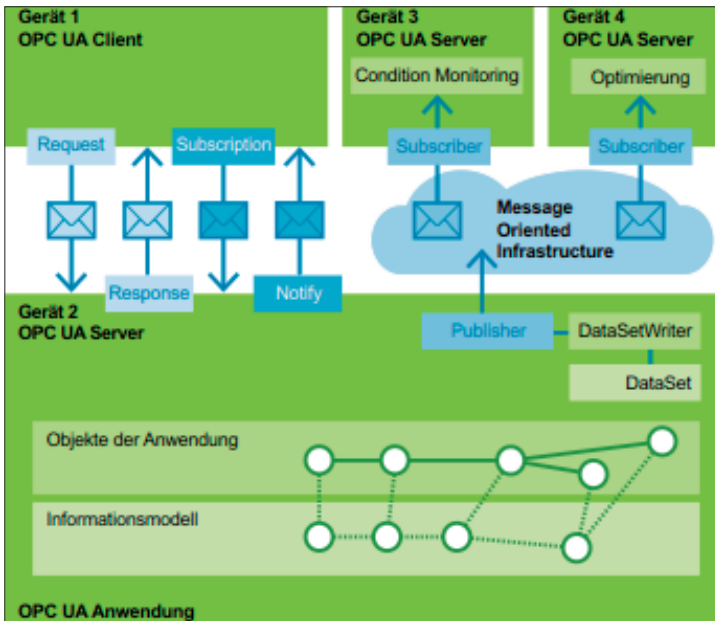 Gerät 1
OPC UA Client
Gerät 3
OPC UA Server
Gerät 4
OPC UA Server
Condition Monitoring
Optimierung
Request
Subscription
Subscriber
Subscriber
Message
Oriented
Infrastructure
Response
Notify
Gerät 2
OPC UA Server
Publisher
DataSetWriter
DataSet
Objekte der Anwendung
Informationsmodell
OPC UA Anwendung